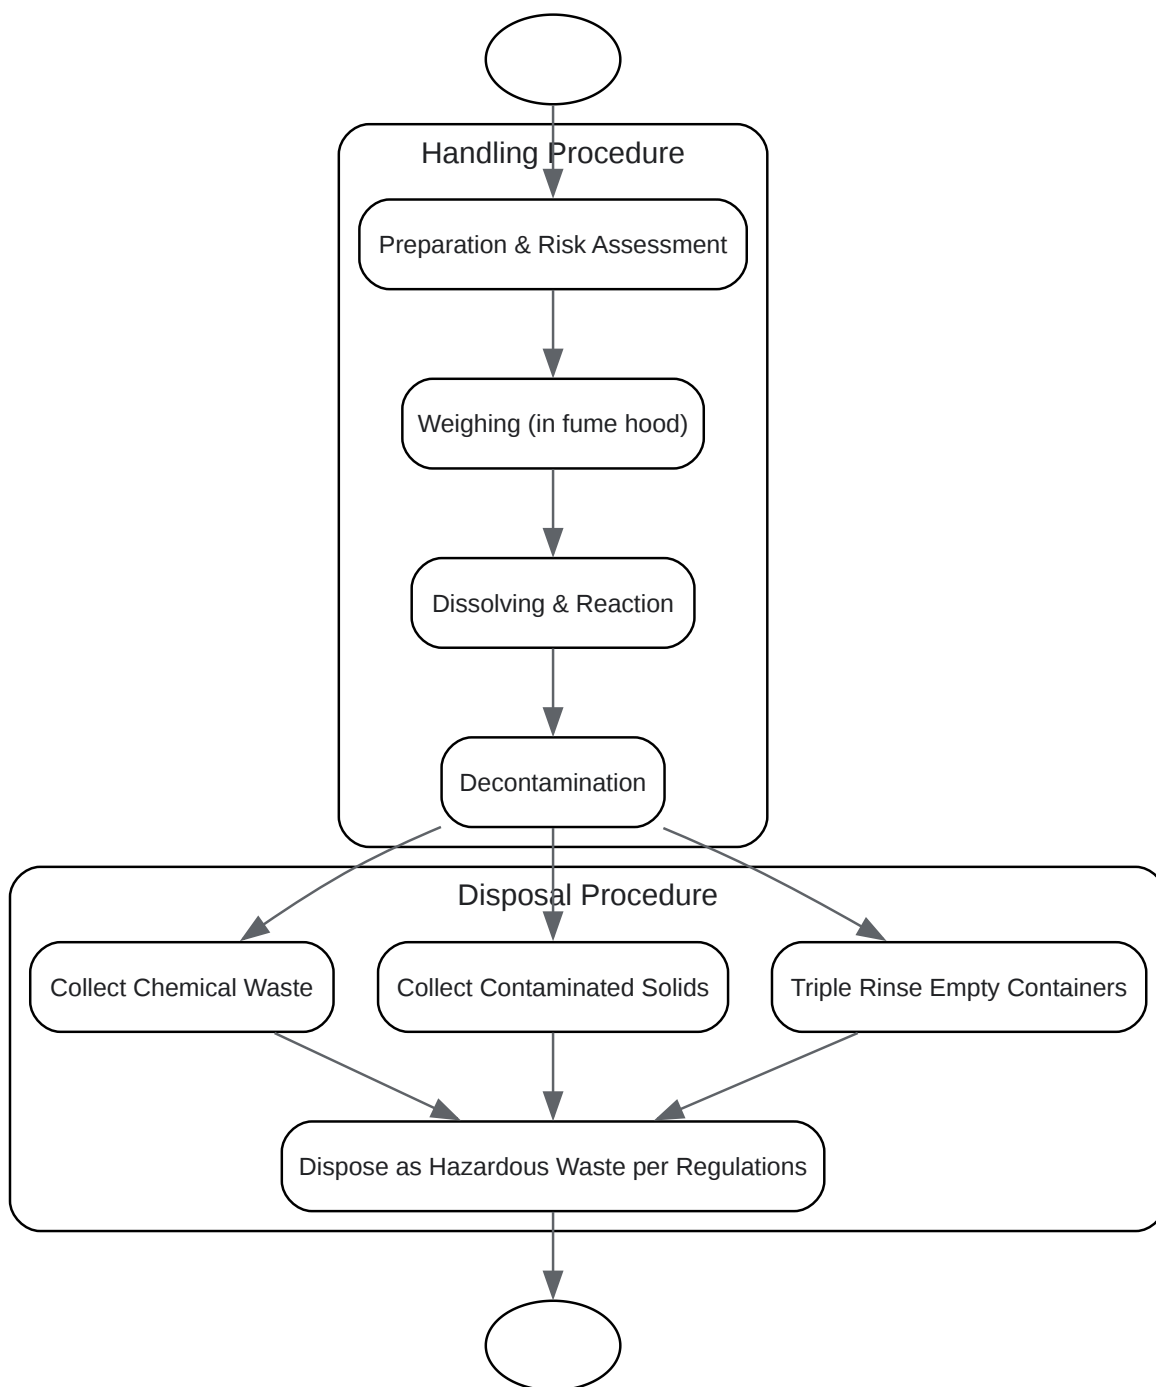 Handling Procedure
Preparation & Risk Assessment
Weighing (in fume hood)
Dissolving & Reaction
Decontamination
Disposal Procedure
Collect Chemical Waste
Collect Contaminated Solids
Triple Rinse Empty Containers
Dispose as Hazardous Waste per Regulations